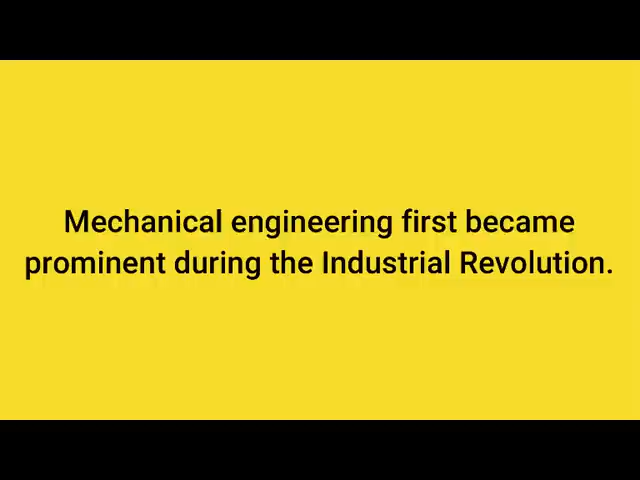 Mechanical engineering first became
prominent during the Industrial Revolution.